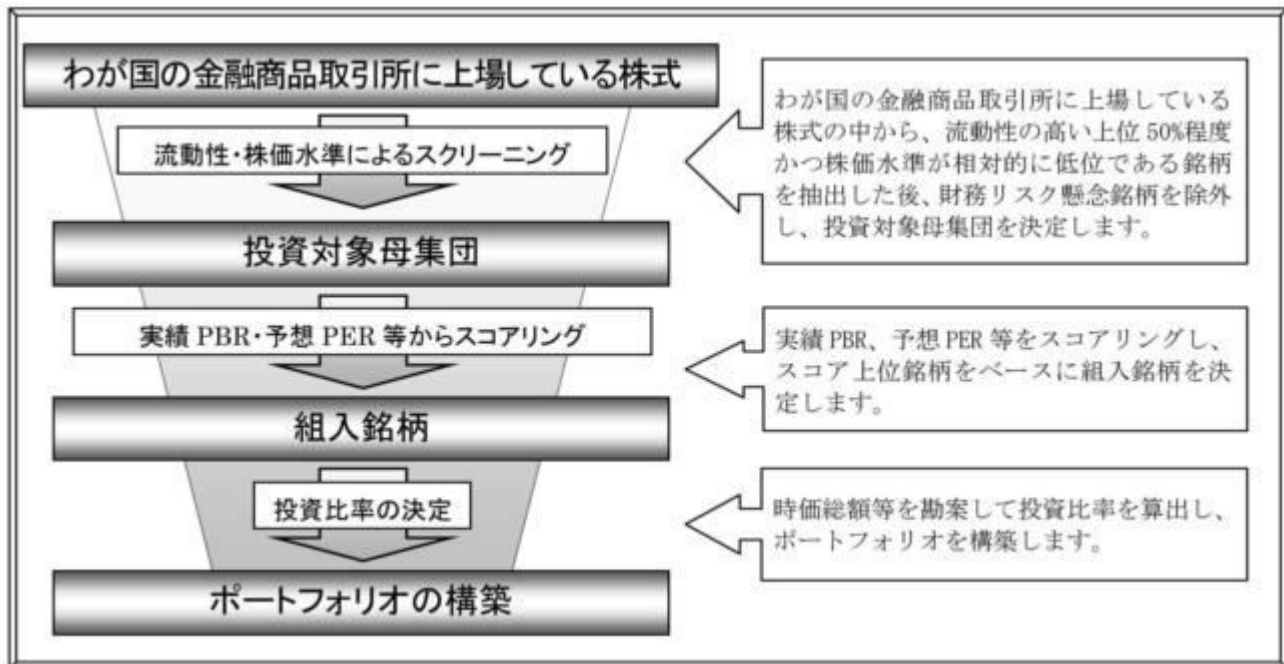 わが国の金融商品取引所に上場している株式
流動性・株価水準によるスクリーニング
わが国の金融商品取引所に上場している
株式の中から、流動性の高い上位50%程度
かつ株価水準が相対的に低位である銘柄
を抽出した後、財務リスク懸念銘柄を除外
し、投資対象母集団を決定します。
投資対象母集団
実績 PBR・予想 PER 等からスコアリング
実績 PBR、予想 PER 等をスコアリングし、
スコア上位銘柄をベースに組入銘柄を決
定します。
組入銘柄
投資比率の決定
時価総額等を勘案して投資比率を算出し、
ポートフォリオを構築します。
ポートフォリオの構築